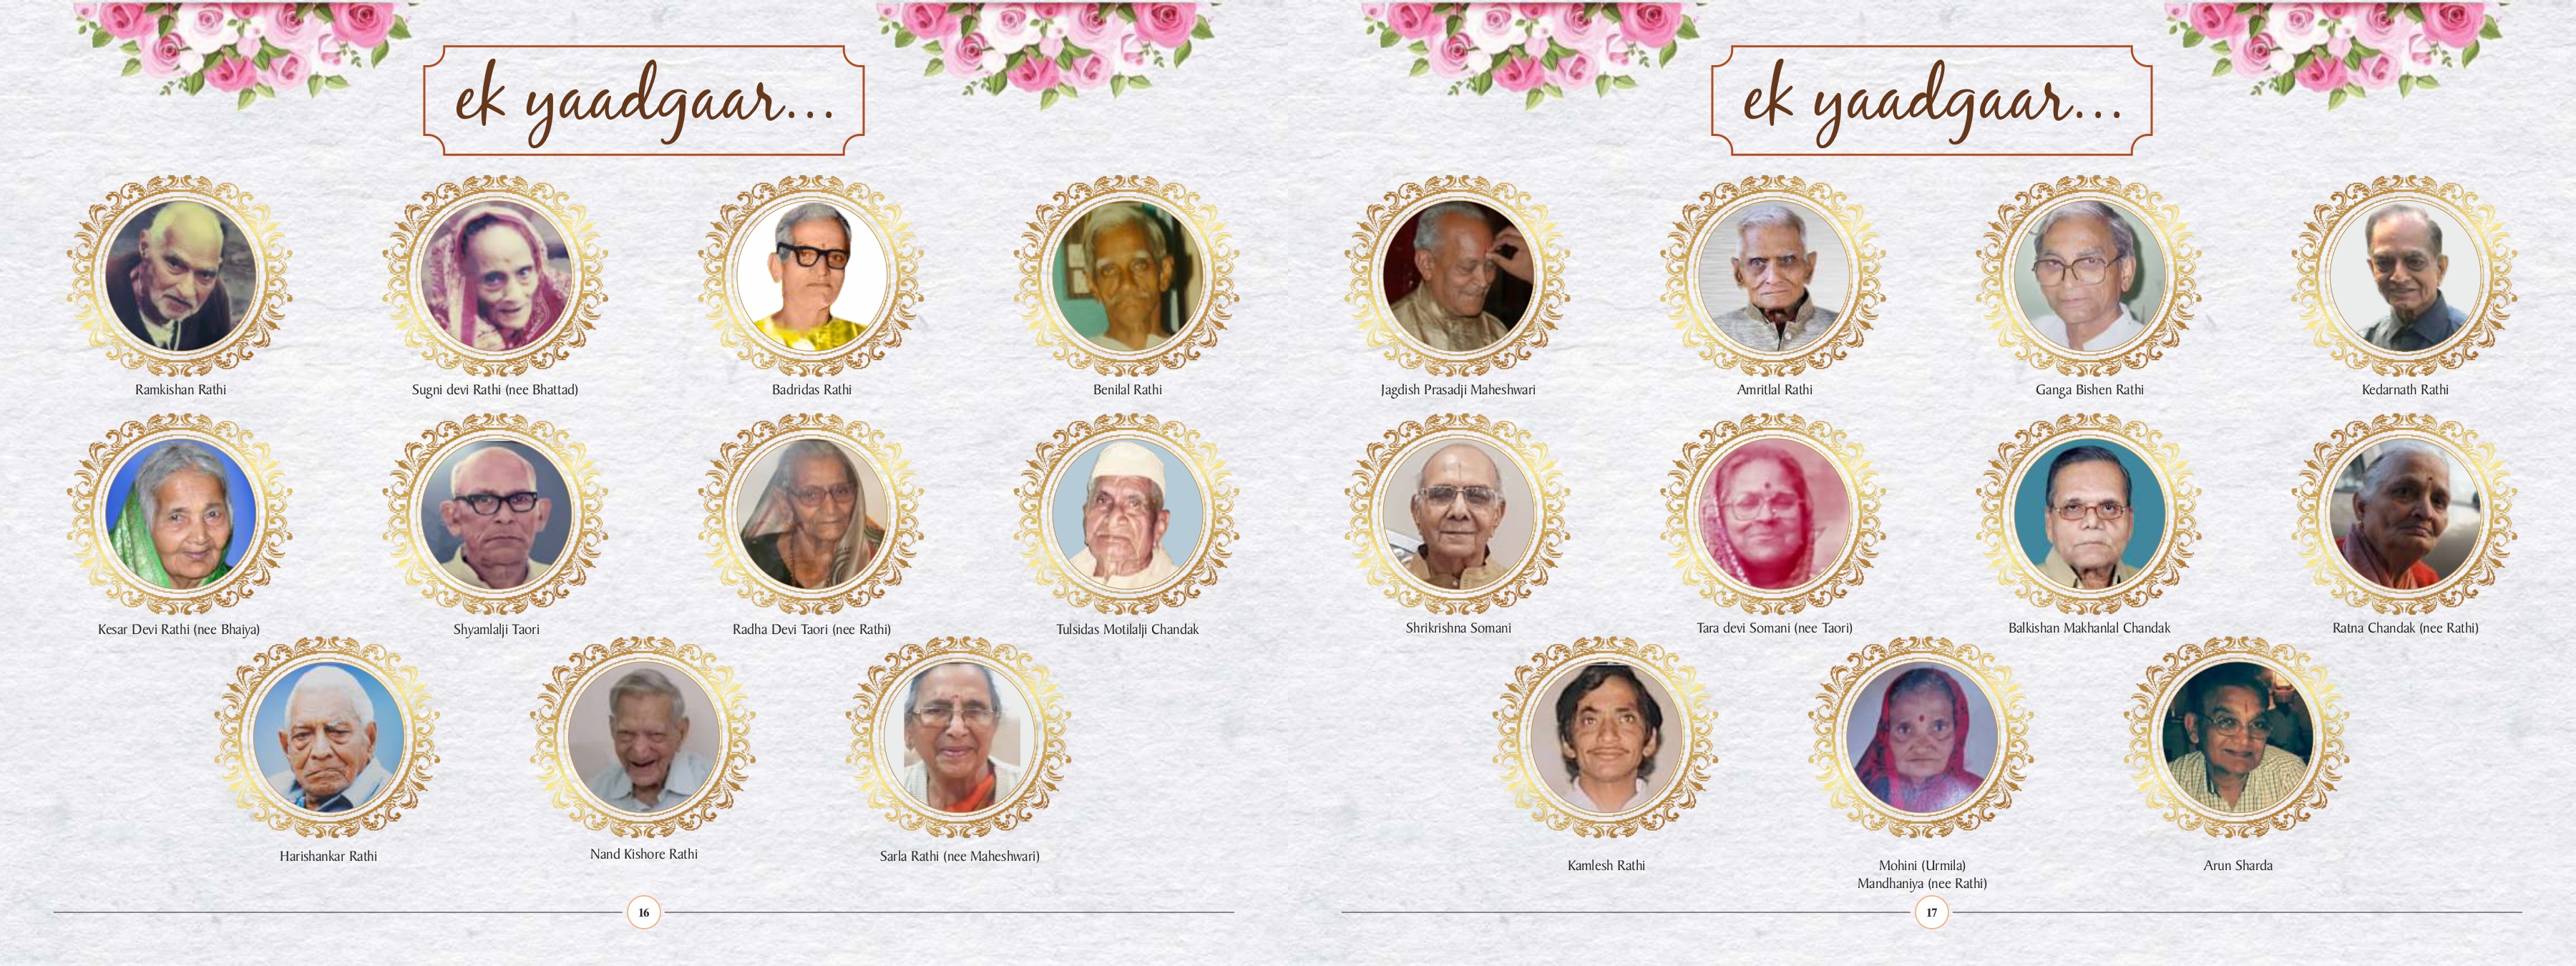 ek yaadgaar...
Ramkishan Rathi
Sugni devi Rathi (nee Bhattad)
Badridas Rathi
Benilal Rathi
Kesar Devi Rathi (nee Bhaiya)
Shyamlalji Taori
Radha Devi Taori (nee Rathi)
Tulsidas Motilalji Chandak
Harishankar Rathi
Nand Kishore Rathi
Sarla Rathi (nee Maheshwari)
16
ek yaadgaar...
Jagdish Prasadji Maheshwari
Amritlal Rathi
Ganga Bishen Rathi
Kedarnath Rathi
Shrikrishna Somani
Tara devi Somani (nee Taori)
Balkishan Makhanlal Chandak
Ratna Chandak (nee Rathi)
Kamlesh Rathi
Mohini (Urmila)
Mandhaniya (nee Rathi)
Arun Sharda
17